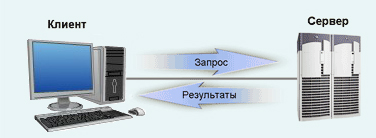 Клиент
Сервер
Запрос
Результаты